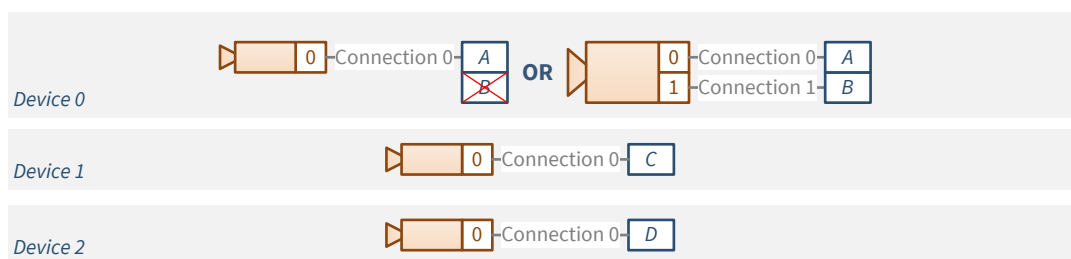 0 Connection 0 A OR 0 Connection 0 A
B 1 Connection 1 B
Device 0
0 Connection 0 C
Device 1
0 Connection 0 D
Device 2